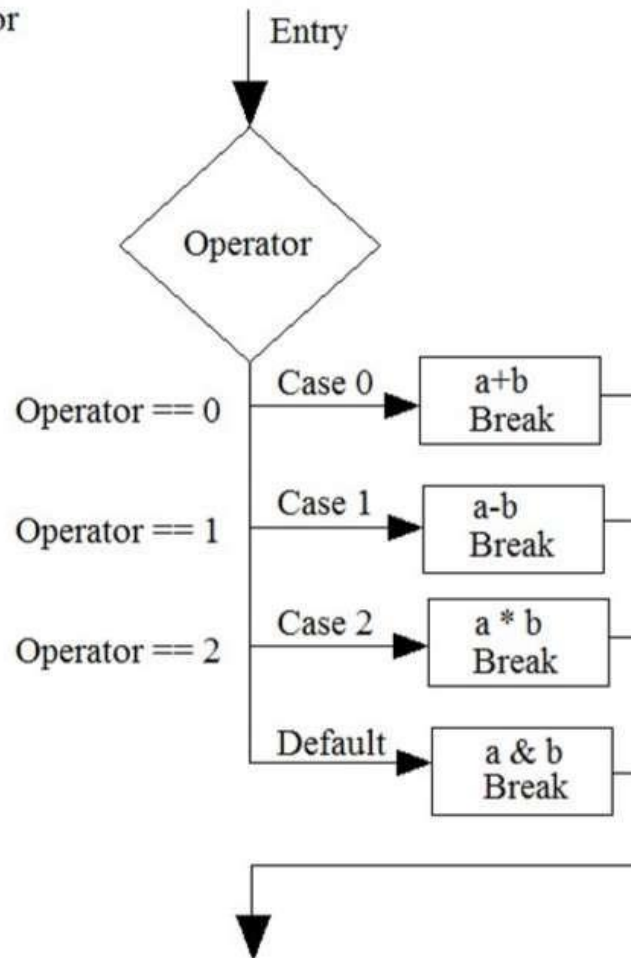 or
Entry
Operator
Case 0
a+b
Operator == 0
Break
Case 1
a-b
Operator == 1
Break
Case 2
a * b
Operator == 2
Break
Default
a & b
Break